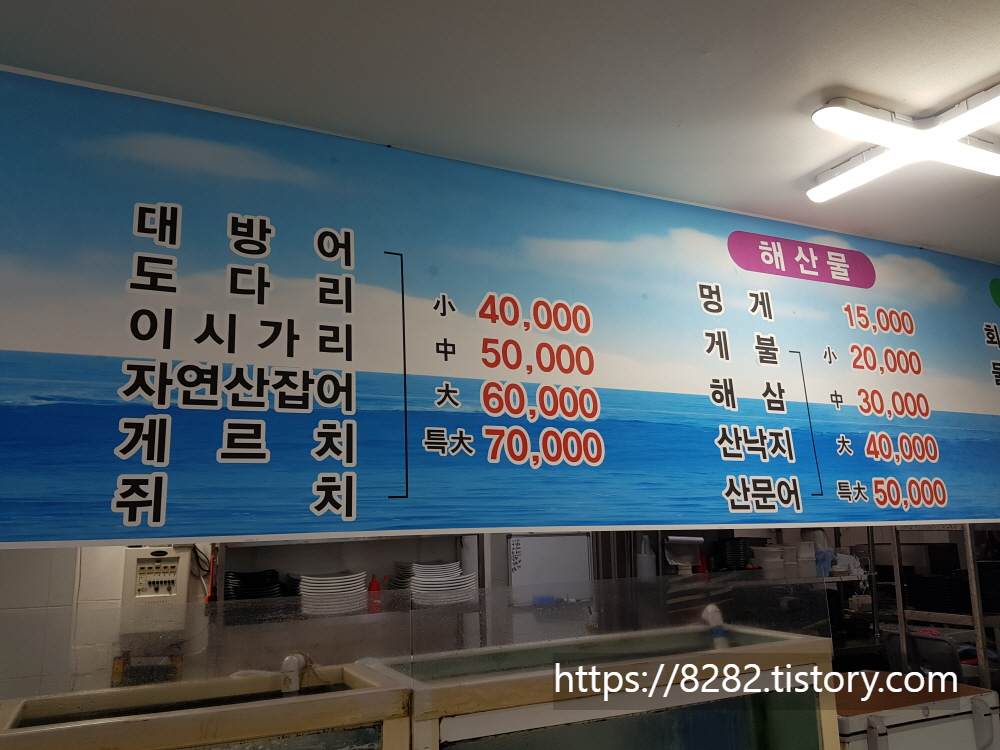 대방어
도다리
이시가리
자연산잡어
게르치
쥐치
小 40,000
中 50,000
大 60,000
특大 70,000
해산물
멍게 15,000
게불
해삼
산낙지
산문어
小 20,000
中 30,000
大 40,000
특大 50,000
https://8282.tistory.com